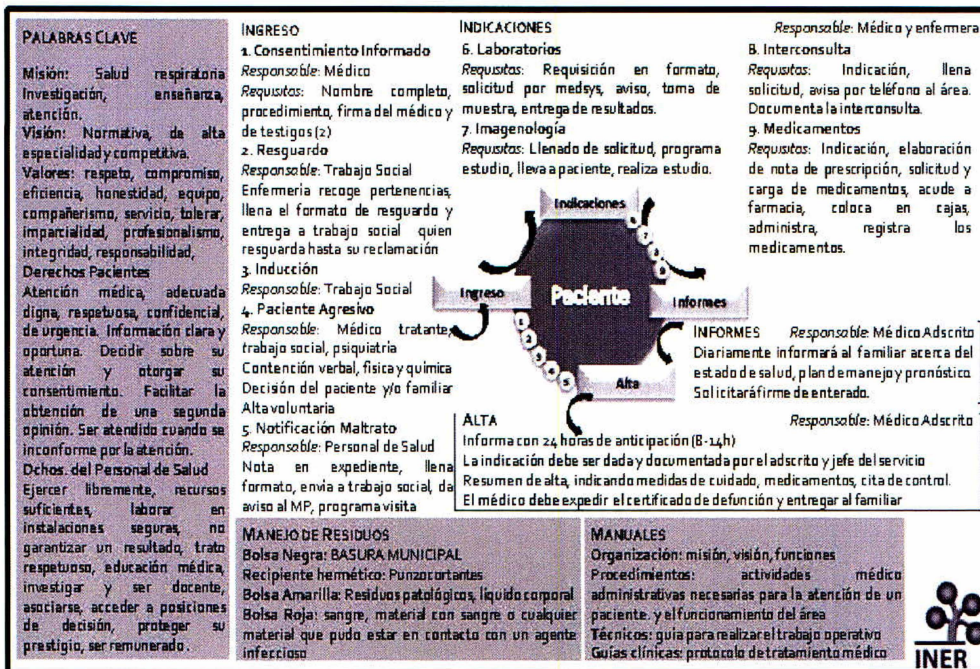 PALABRAS CLAVE
Misión: Salud respiratoria
Investigación, enseñanza,
atención.
Visión: Normativa, de alta
especialidad y competitiva.
Valores: respeto, compromiso,
eficiencia, honestidad, equipo,
compañerismo, servicio, tolerar,
imparcialidad, profesionalismo,
integridad, responsabilidad,
Derechos Pacientes
Atención médica, adecuada
digna, respetuosa, confidencial,
de urgencia. Información clara y
oportuna. Decidir sobre su
atención y otorgar su
consentimiento. Facilitar la
obtención de una segunda
opinión. Ser atendido cuando se
inconforme por la atención.
Dchos. del Personal de Salud
Ejercer libremente, recursos
suficientes, laborar en
instalaciones seguras, no
garantizar un resultado, trato
respetuoso, educación médica,
investigar y ser docente,
asociarse, acceder a posiciones
de decisión, proteger su
prestigio, ser remunerado.
INGRESO
1. Consentimiento Informado
Responsable: Médico
Requisitos: Nombre completo,
procedimiento, firma del médico y
de testigos (2)
2. Resguardo
Responsable: Trabajo Social
Enfermería recoge pertenencias,
llena el formato de resguardo y
entrega a trabajo social quien
resguarda hasta su reclamación
3. Inducción
Responsable: Trabajo Social
4. Paciente Agresivo
Responsable: Médico tratante,
trabajo social, psiquiatría
Contención verbal, física y química
Decisión del paciente y/o familiar
Alta voluntaria
5. Notificación Maltrato
Responsable: Personal de Salud
Nota en expediente, llena
formato, envía a trabajo social, da
aviso al MP, programa visita
INDICACIONES
Responsable: Médico y enfermera
6. Laboratorios
Requisitos: Requisición en formato,
solicitud por medsys, aviso, toma de
muestra, entrega de resultados.
7. Imagenología
Requisitos: Llenado de solicitud, programa
estudio, lleva a paciente, realiza estudio.
8. Interconsulta
Requisitos: Indicación, llena
solicitud, avisa por teléfono al área.
Documenta la interconsulta.
9. Medicamentos
Requisitos: Indicación, elaboración
de nota de prescripción, solicitud y
carga de medicamentos, acude a
farmacia, coloca en cajas,
administra, registra los
medicamentos.
Indicaciones
6
7
8
9
Ingreso
Paciente
Informes
1
2
3
4
5
Alta
INFORMES Responsable: Médico Adscrito
Diariamente informará al familiar acerca del
estado de salud, plan de manejo y pronóstico
Solicitará firme de enterado.
ALTA Responsable: Médico Adscrito
Informa con 24 horas de anticipación (8-14h)
La indicación debe ser dada y documentada por el adscrito y jefe del servicio
Resumen de alta, indicando medidas de cuidado, medicamentos, cita de control.
El médico debe expedir el certificado de defunción y entregar al familiar
MANEJO DE RESIDUOS
Bolsa Negra: BASURA MUNICIPAL
Recipiente hermético: Punzocortantes
Bolsa Amarilla: Residuos patológicos, líquido corporal
Bolsa Roja: sangre, material con sangre o cualquier
material que pudo estar en contacto con un agente
infeccioso
MANUALES
Organización: misión, visión, funciones
Procedimientos: actividades médico
administrativas necesarias para la atención de un
paciente, y el funcionamiento del área
Técnicos: guía para realizar el trabajo operativo
Guías clínicas: protocolo de tratamiento médico
INER